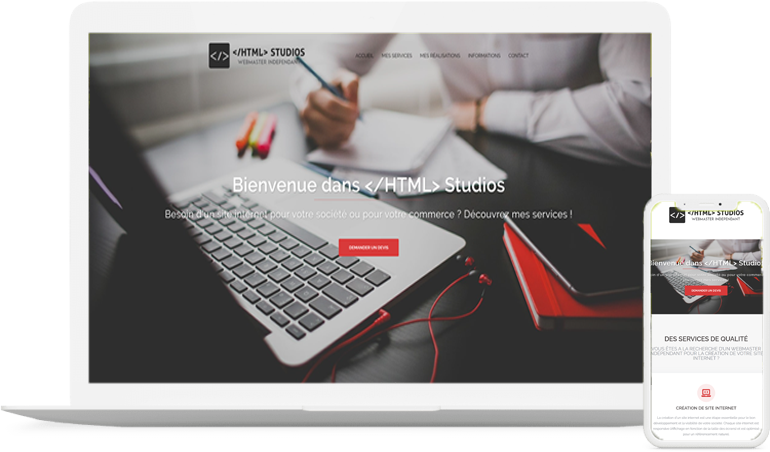 </> </HTML> STUDIOS
WEBMASTER INDEPENDANT
ACCUEIL MES SERVICES MES RÉALISATIONS INFORMATIONS CONTACT
Bienvenue dans </HTML> Studios
Besoin d'un site internet pour votre société ou pour votre commerce ? Découvrez mes services !
DEMANDER UN DEVIS
</> </HTML> STUDIOS
WEBMASTER INDEPENDANT
Bienvenue dans </HTML> Studio
DEMANDER UN DEVIS
DES SERVICES DE QUALITÉ
VOUS ÊTES A LA RECHERCHE D'UN WEBMASTER
INDÉPENDANT POUR LA CRÉATION DE VOTRE SITE
INTERNET ?
CRÉATION DE SITE INTERNET